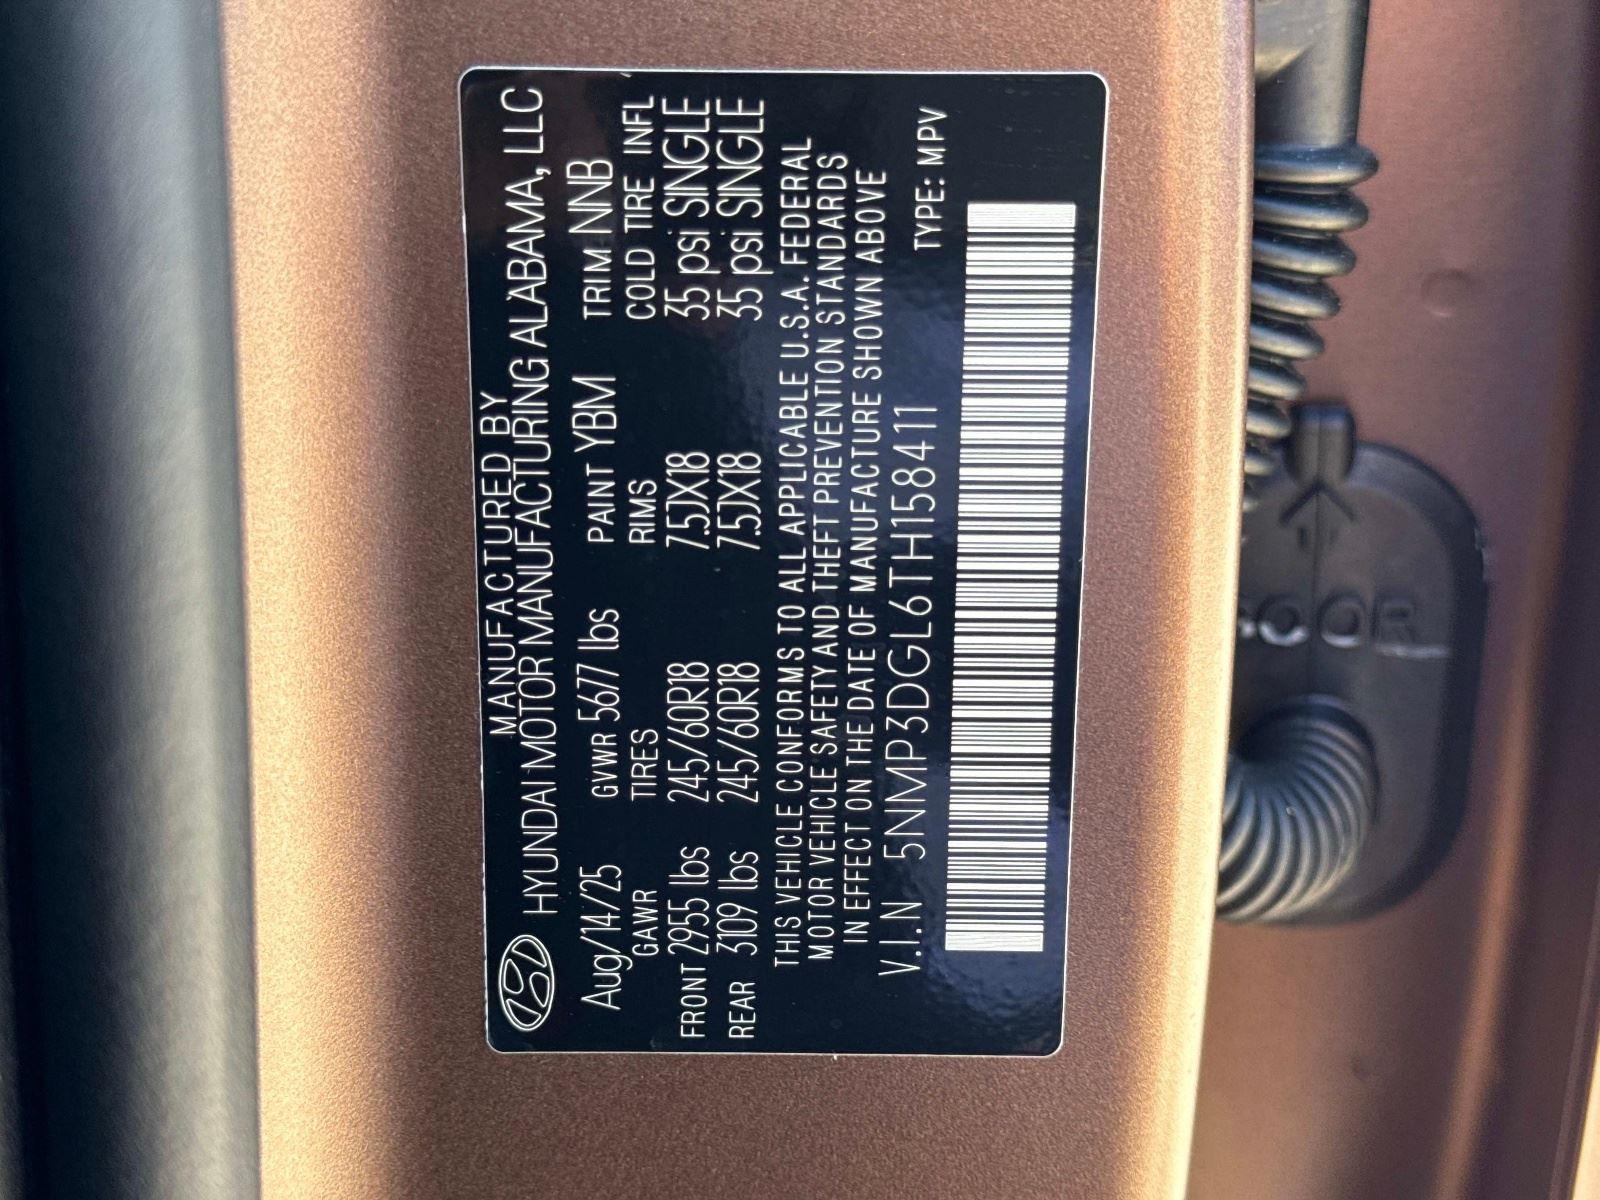 MANUFACTURED BY
HYUNDAI MOTOR MANUFACTURING ALABAMA, LLC
Aug/14/25 GVWR 5677 lbs PAINT YBM TRIM NNB
GAWR TIRES RIMS COLD TIRE INFL
FRONT 2955 lbs 245/60R18 7.5JX18 35 psi SINGLE
REAR 3109 lbs 245/60R18 7.5JX18 35 psi SINGLE
THIS VEHICLE CONFORMS TO ALL APPLICABLE U.S.A. FEDERAL
MOTOR VEHICLE SAFETY AND THEFT PREVENTION STANDARDS
IN EFFECT ON THE DATE OF MANUFACTURE SHOWN ABOVE
V.I.N 5NMP3DGL6TH158411 TYPE: MPV